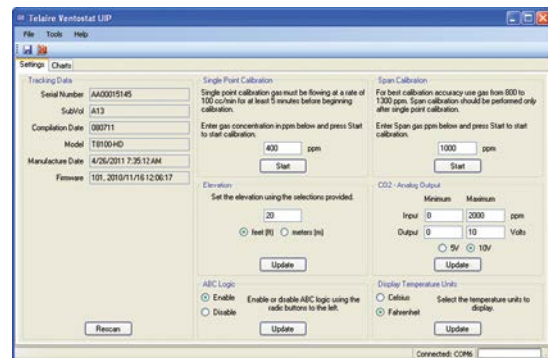 Telaire Ventostat UIP
File Tools Help
Settings Charts
Tracking Data
Serial Number AA00015145
SubVol A13
Compilation Date 080711
Model T8100-HD
Manufacture Date 4/26/2011 7:35:12 AM
Firmware 101, 2010/11/16 12:06:17
Rescan
Single Point Calibration
Single point calibration gas must be flowing at a rate of
100 cc/min for at least 5 minutes before beginning
calibration.
Enter gas concentration in ppm below and press Start
to start calibration.
400 ppm
Start
Span Calibration
For best calibration accuracy use gas from 800 to
1300 ppm. Span calibration should be performed only
after single point calibration.
Enter Span gas ppm below and press Start to start
calibration.
1000 ppm
Start
Elevation
Set the elevation using the selections provided.
20
feet (ft) meters (m)
Update
CO2 - Analog Output
Minimum Maximum
Input 0 2000 ppm
Output 0 10 Volts
5V 10V
Update
ABC Logic
Enable
Disable
Enable or disable ABC logic using the
radio buttons to the left.
Update
Display Temperature Units
Celsius
Fahrenheit
Select the temperature units to
display.
Update
Connected: COM6